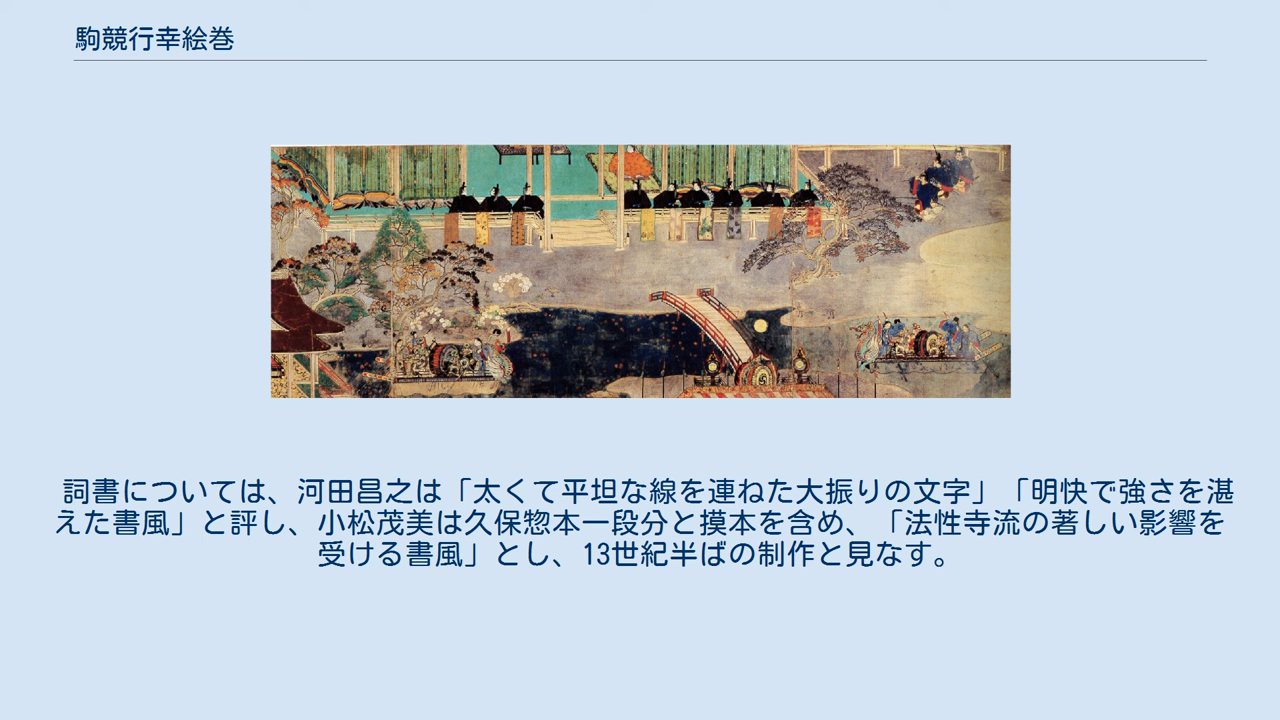 駒競行幸絵巻
詞書については、河田昌之は「太くて平坦な線を連ねた大振りの文字」「明快で強さを湛
えた書風」と評し、小松茂美は久保惣本一段分と摸本を含め、「法性寺流の著しい影響を
受ける書風」とし、13世紀半ばの制作と見なす。